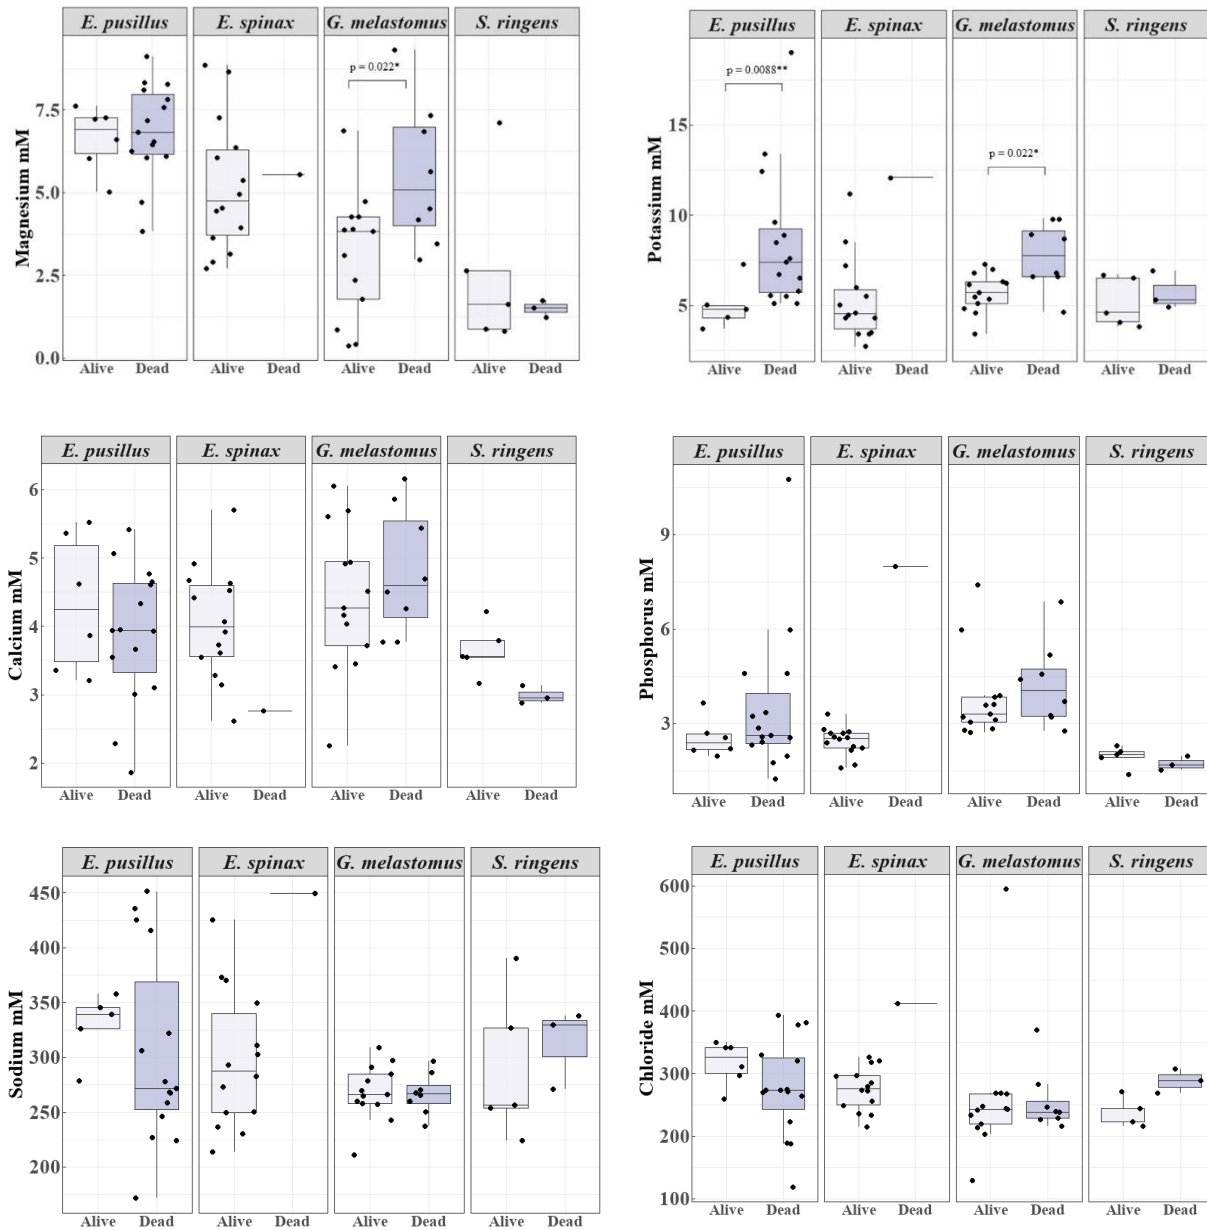 E. pusillus E. spinax G. melastomus S. ringens
p = 0.022*
7.5
5.0
2.5
0.0
Magnesium mM
Alive Dead Alive Dead Alive Dead Alive Dead
E. pusillus E. spinax G. melastomus S. ringens
p = 0.0088**
15
p = 0.022*
10
5
Potassium mM
Alive Dead Alive Dead Alive Dead Alive Dead
E. pusillus E. spinax G. melastomus S. ringens
6
5
4
3
2
Calcium mM
Alive Dead Alive Dead Alive Dead Alive Dead
E. pusillus E. spinax G. melastomus S. ringens
9
6
3
Phosphorus mM
Alive Dead Alive Dead Alive Dead Alive Dead
E. pusillus E. spinax G. melastomus S. ringens
450
400
350
300
250
200
Sodium mM
Alive Dead Alive Dead Alive Dead Alive Dead
E. pusillus E. spinax G. melastomus S. ringens
600
500
400
300
200
100
Chloride mM
Alive Dead Alive Dead Alive Dead Alive Dead